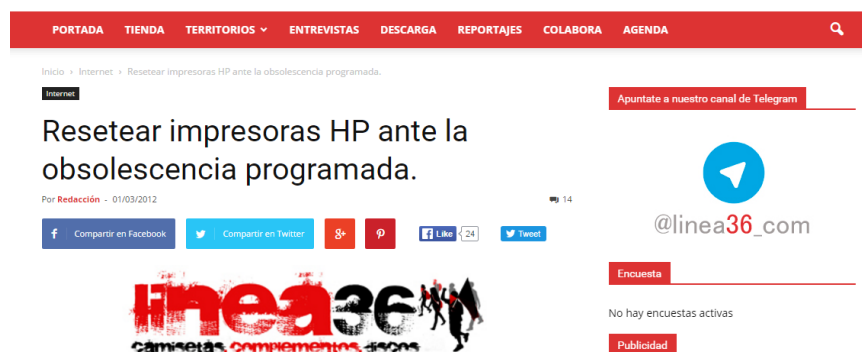 PORTADA TIENDA TERRITORIOS ENTREVISTAS DESCARGA REPORTAJES COLABORA AGENDA
Inicio › Internet › Resetear impresoras HP ante la obsolescencia programada.
Internet
Resetear impresoras HP ante la
obsolescencia programada.
Por Redacción - 01/03/2012
14
Compartir en Facebook
Compartir en Twitter
8+
Like 24
Tweet
linea36
camisetas complementos discos
Apuntate a nuestro canal de Telegram
@linea36_com
Encuesta
No hay encuestas activas
Publicidad